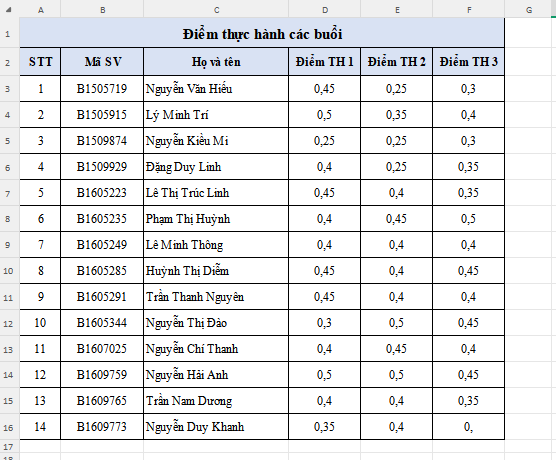 A B C D E F G
1 Điểm thực hành các buổi
2 STT Mã SV Họ và tên Điểm TH 1 Điểm TH 2 Điểm TH 3
3 1 B1505719 Nguyễn Văn Hiếu 0,45 0,25 0,3
4 2 B1505915 Lý Minh Trí 0,5 0,35 0,4
5 3 B1509874 Nguyễn Kiều Mi 0,25 0,25 0,3
6 4 B1509929 Đặng Duy Linh 0,4 0,25 0,35
7 5 B1605223 Lê Thị Trúc Linh 0,45 0,4 0,35
8 6 B1605235 Phạm Thị Huỳnh 0,4 0,45 0,5
9 7 B1605249 Lê Minh Thông 0,4 0,4 0,4
10 8 B1605285 Huỳnh Thị Diễm 0,45 0,4 0,45
11 9 B1605291 Trần Thanh Nguyên 0,45 0,4 0,4
12 10 B1605344 Nguyễn Thị Đào 0,3 0,5 0,45
13 11 B1607025 Nguyễn Chí Thanh 0,4 0,45 0,4
14 12 B1609759 Nguyễn Hải Anh 0,5 0,5 0,45
15 13 B1609765 Trần Nam Dương 0,4 0,4 0,35
16 14 B1609773 Nguyễn Duy Khanh 0,35 0,4 0,
17